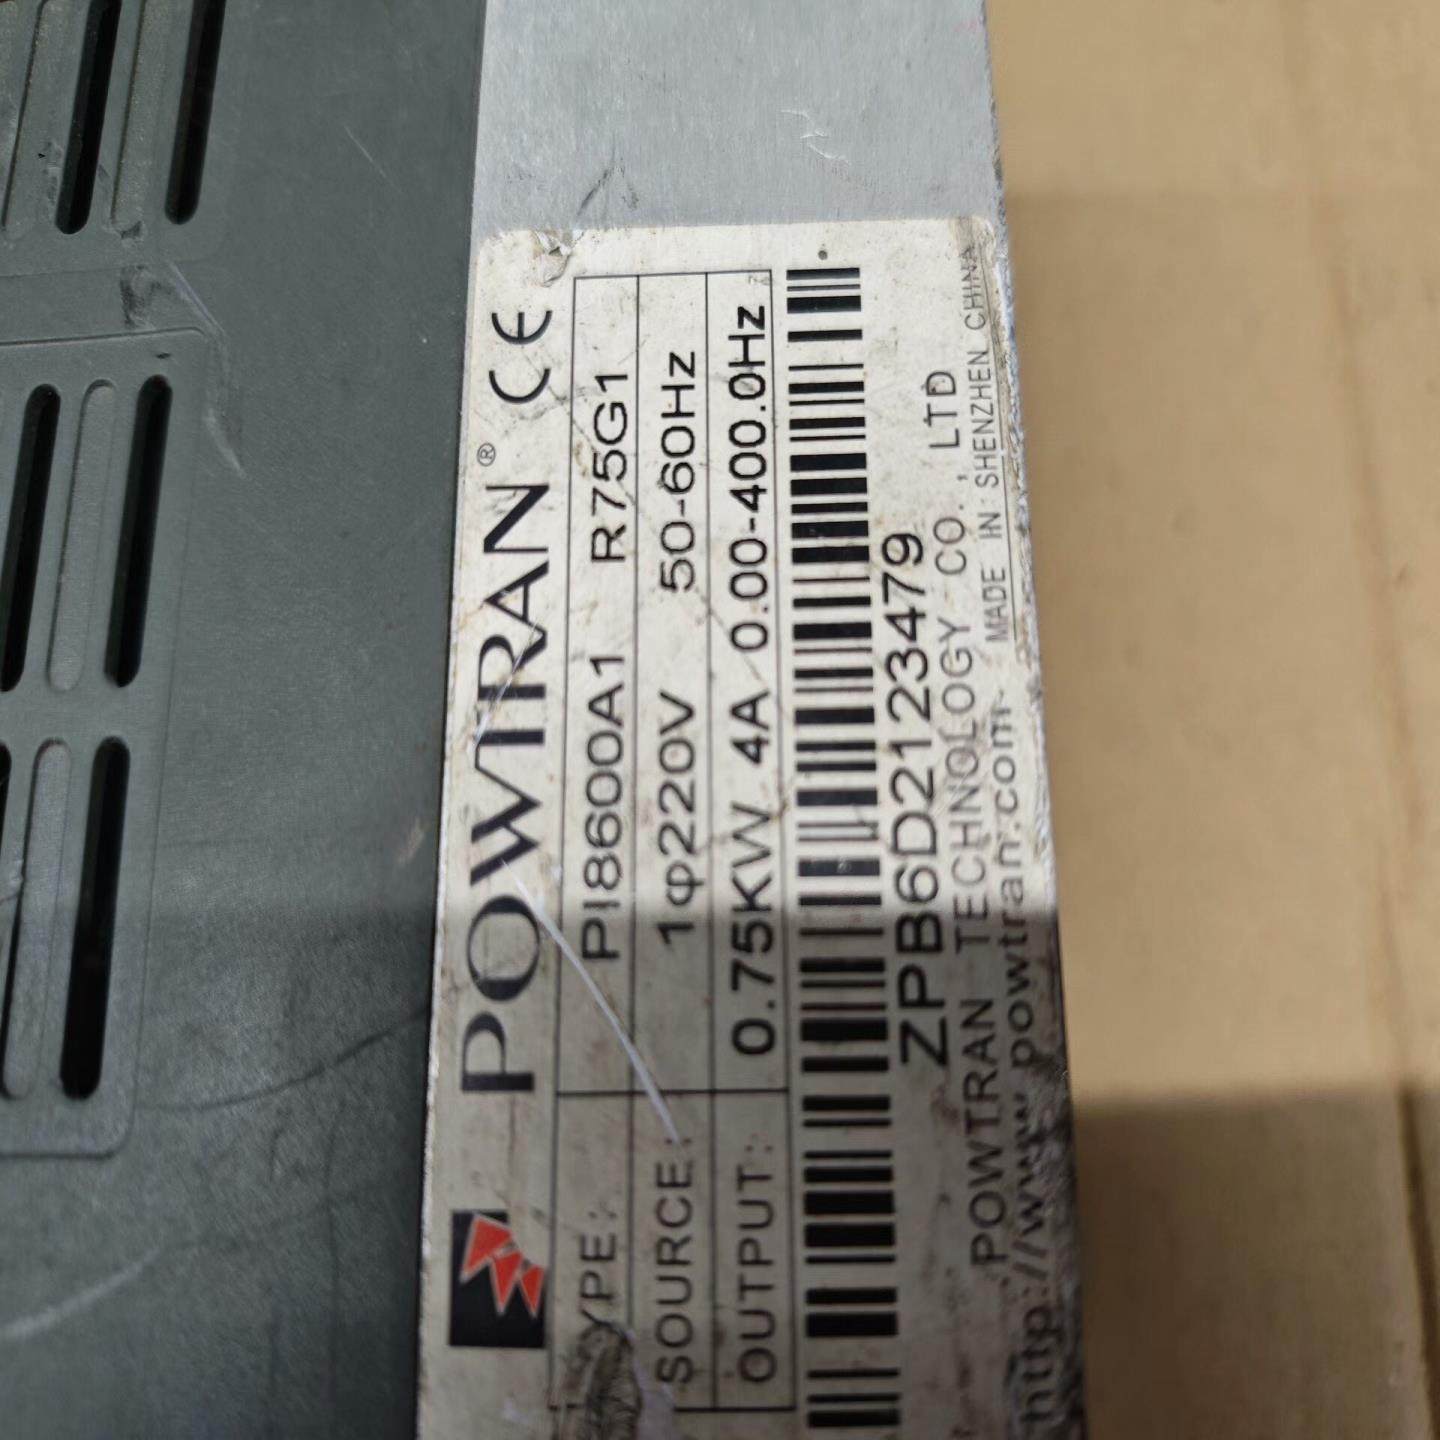 POWTRAN® CE
TYPE: PI8600A1 R75G1
SOURCE: 1φ220V 50-60Hz
OUTPUT: 0.75KW 4A 0.00-400.0Hz
ZPB6D2123479
POWTRAN TECHNOLOGY CO., LTD
http://www.powtran.com MADE IN SHENZHEN CHINA